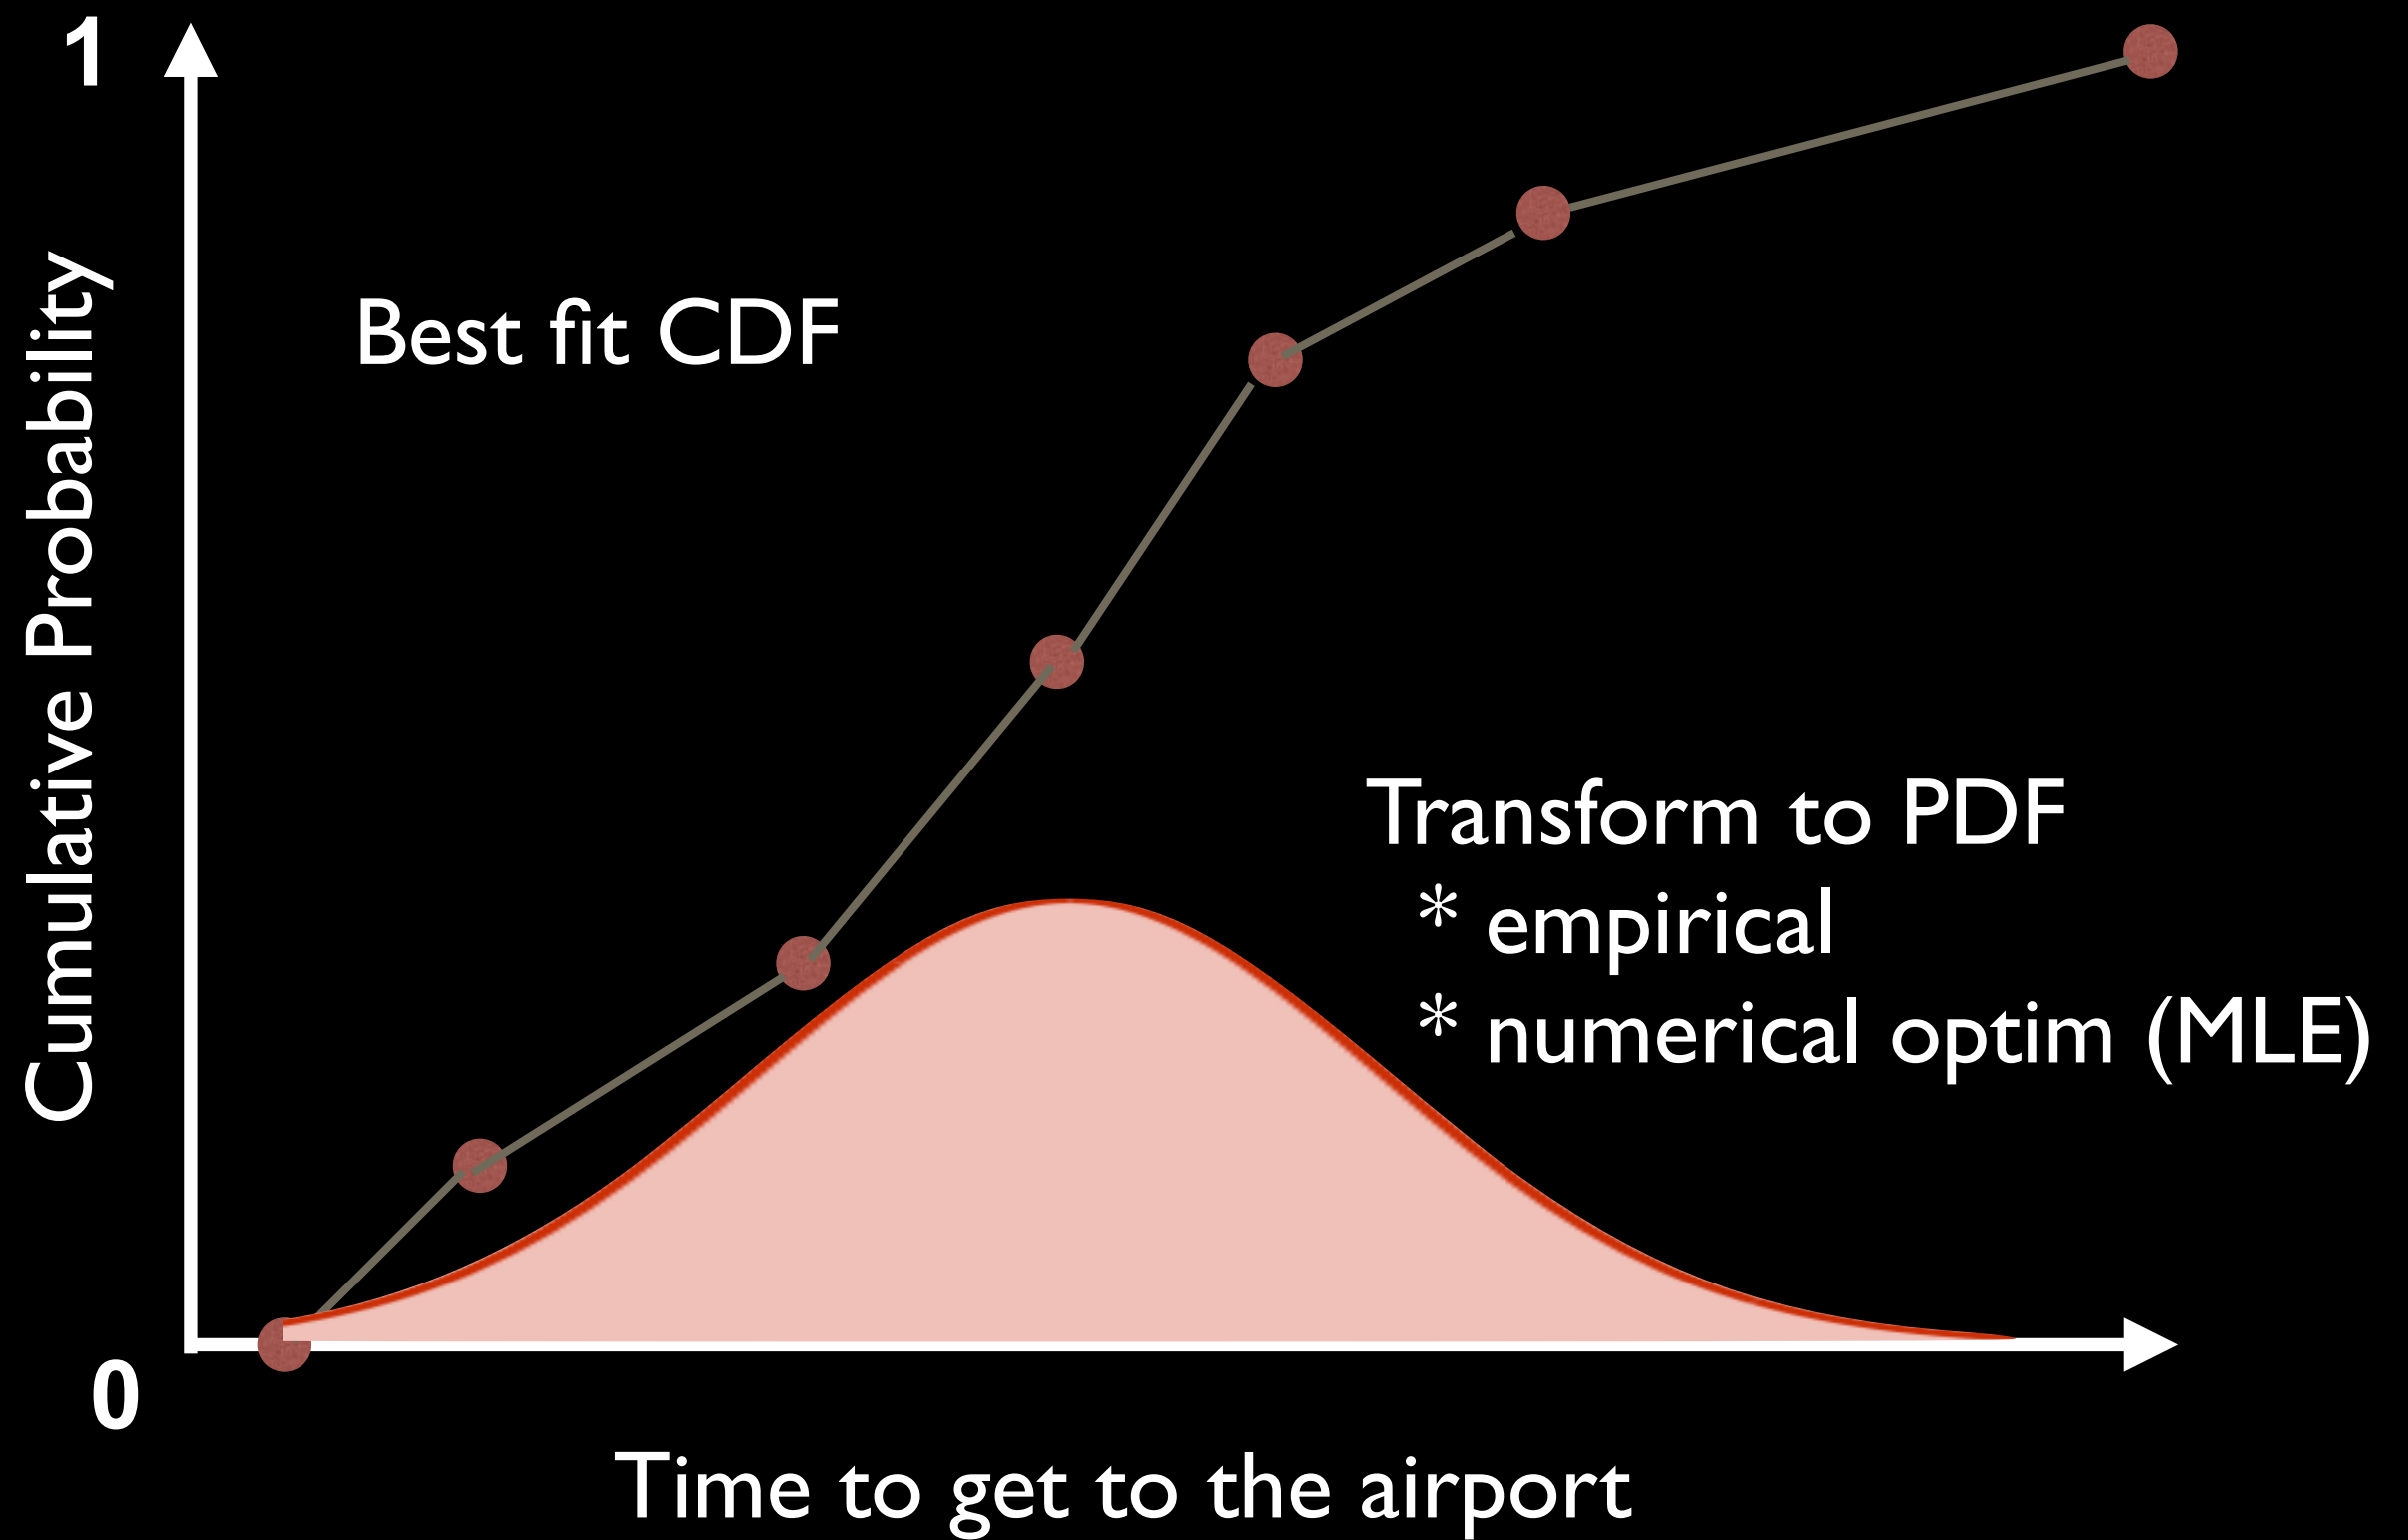 1
Cumulative Probability
Best fit CDF
Transform to PDF
* empirical
* numerical optim (MLE)
0
Time to get to the airport